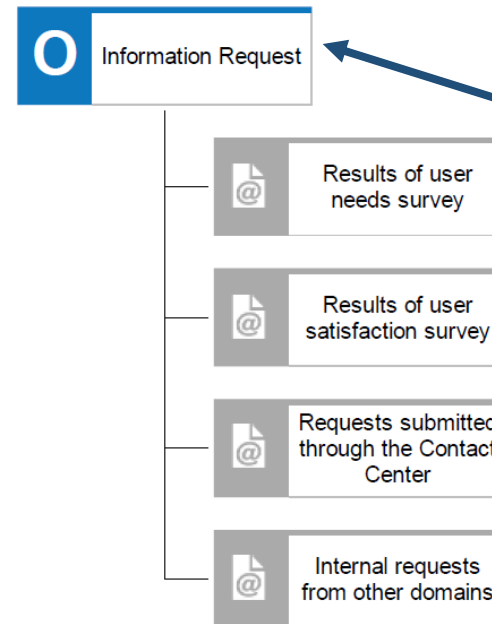 O
Information Request
@
Results of user
needs survey
@
Results of user
satisfaction survey
@
Requests submitted
through the Contact
Center
@
Internal requests
from other domains